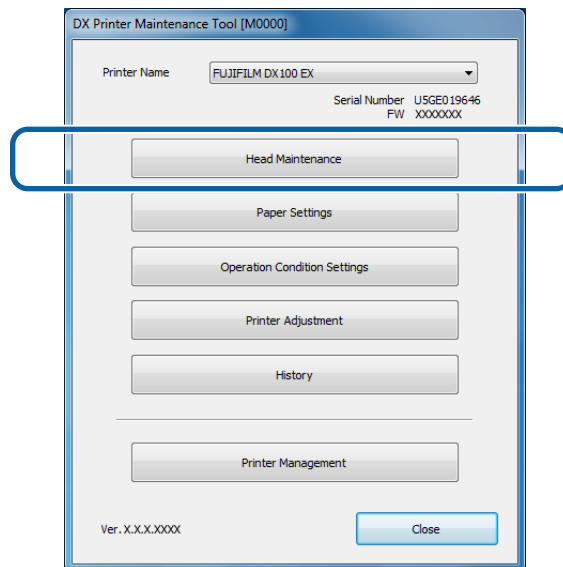 DX Printer Maintenance Tool [M0000]
Printer Name FUJIFILM DX100 EX
Serial Number U5GE019646
FW XXXXXXX
Head Maintenance
Paper Settings
Operation Condition Settings
Printer Adjustment
History
Printer Management
Ver.X.X.X.XXXX Close